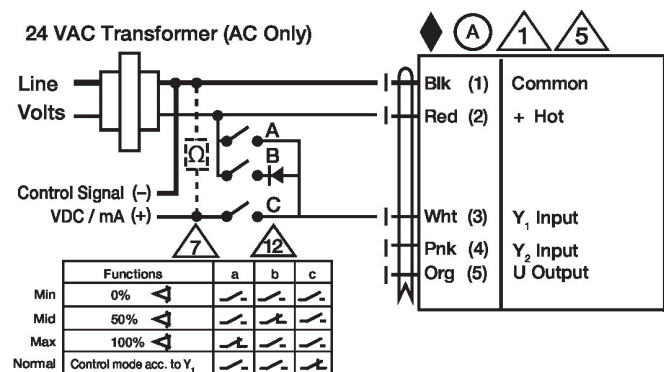 24 VAC Transformer (AC Only)
A 1 5
Line
Volts
Blk (1) Common
Red (2) + Hot
A
B
C
Ω
Control Signal (–)
VDC / mA (+)
Wht (3) Y1 Input
Pnk (4) Y2 Input
Org (5) U Output
7 12
Functions a b c
Min 0%
Mid 50%
Max 100%
Normal Control mode acc. to Y1